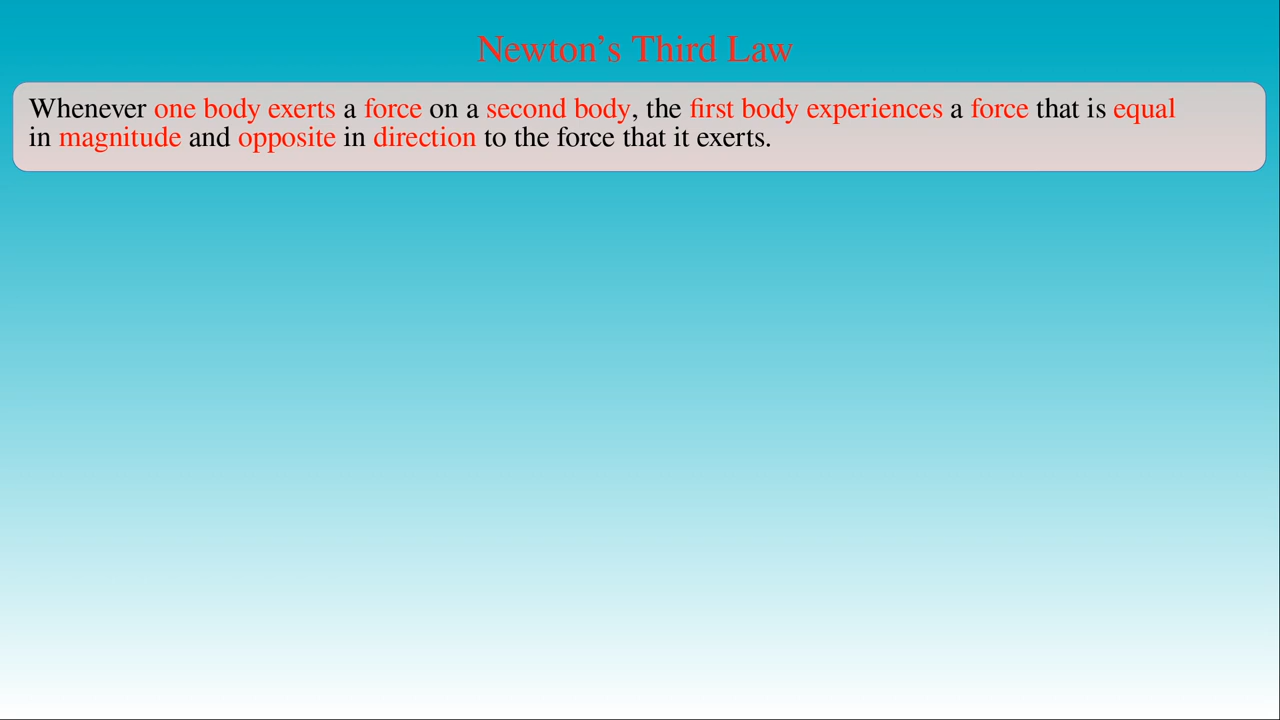 Newton's Third Law
Whenever one body exerts a force on a second body, the first body experiences a force that is equal
in magnitude and opposite in direction to the force that it exerts.